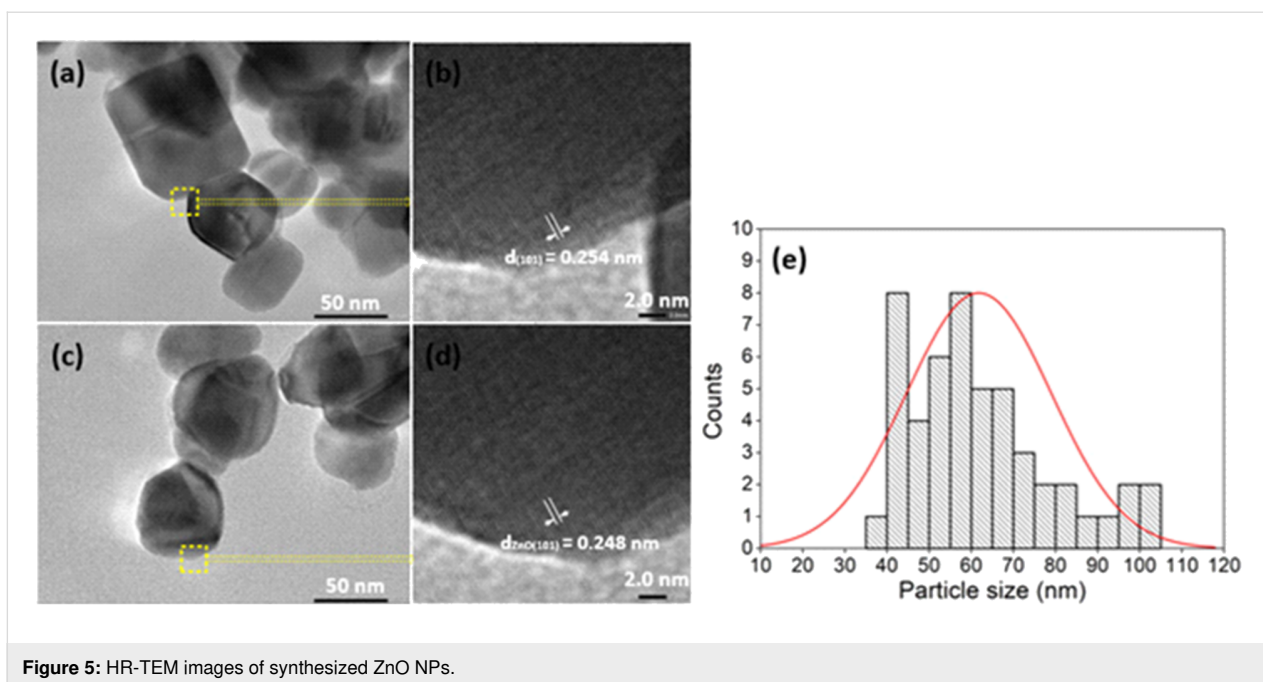 (a)
50 nm
(b)
d(101) = 0.254 nm
2.0 nm
(c)
50 nm
(d)
dZnO(101) = 0.248 nm
2.0 nm
(e)
Counts
10
9
8
7
6
5
4
3
2
1
0
10 20 30 40 50 60 70 80 90 100 110 120
Particle size (nm)
Figure 5: HR-TEM images of synthesized ZnO NPs.